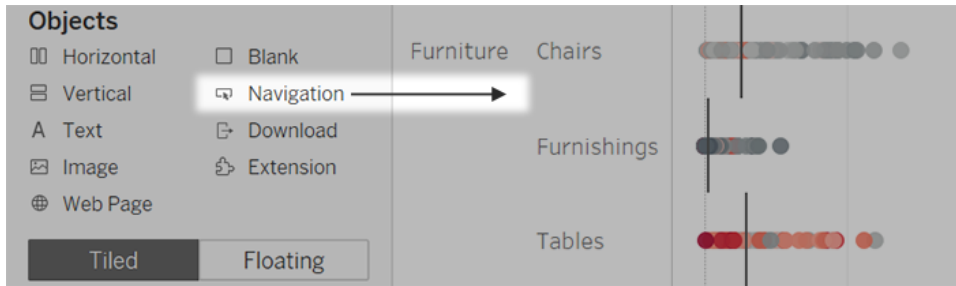 Objects
Horizontal
Blank
Vertical
Navigation
A Text
Download
Image
Extension
Web Page
Tiled
Floating
Furniture
Chairs
Furnishings
Tables